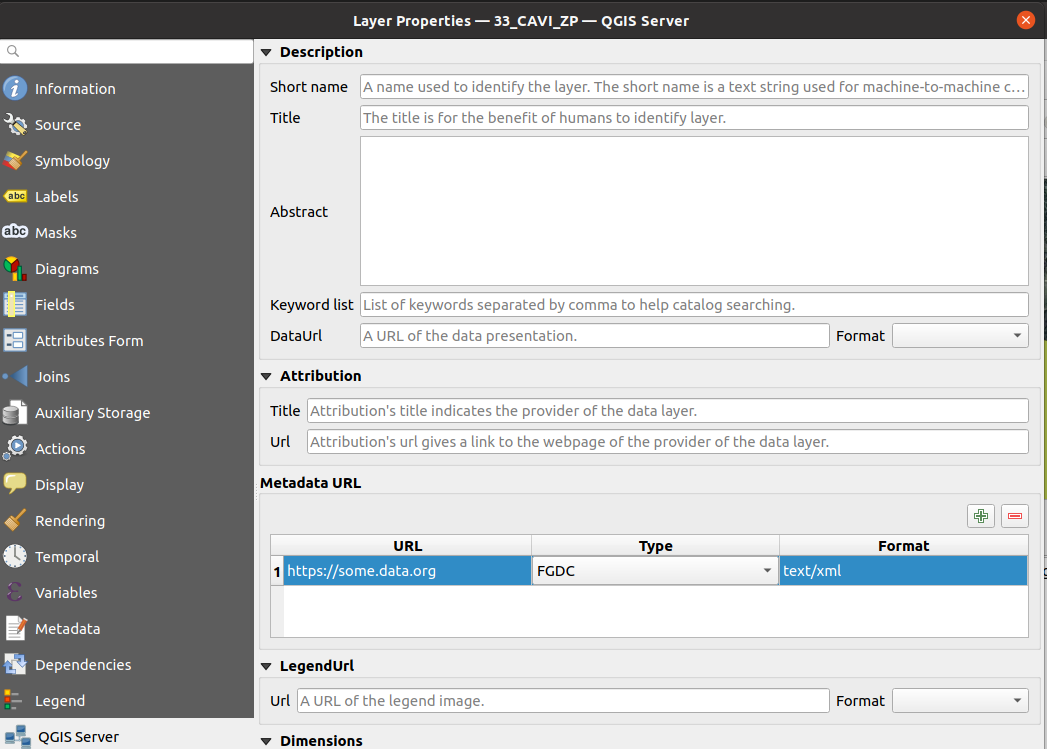 Layer Properties — 33_CAVI_ZP — QGIS Server
Information
Source
Symbology
abc Labels
abc Masks
Diagrams
Fields
Attributes Form
Joins
Auxiliary Storage
Actions
Display
Rendering
Temporal
Variables
Metadata
Dependencies
Legend
QGIS Server
Description
Short name A name used to identify the layer. The short name is a text string used for machine-to-machine c...
Title The title is for the benefit of humans to identify layer.
Abstract
Keyword list List of keywords separated by comma to help catalog searching.
DataUrl A URL of the data presentation. Format
Attribution
Title Attribution's title indicates the provider of the data layer.
Url Attribution's url gives a link to the webpage of the provider of the data layer.
Metadata URL
URL Type Format
1 https://some.data.org FGDC text/xml
LegendUrl
Url A URL of the legend image. Format
Dimensions